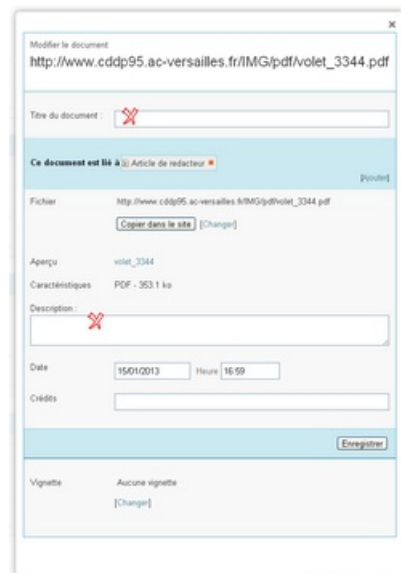 Modifier le document
http://www.cddp95.ac-versailles.fr/IMG/pdf/volet_3344.pdf
Titre du document :
Ce document est lié à Article de redacteur
[Ajouter]
Fichier http://www.cddp95.ac-versailles.fr/IMG/pdf/volet_3344.pdf
Copier dans le site [Changer]
Aperçu volet_3344
Caractéristiques PDF - 353.1 ko
Description :
Date 15/01/2013 Heure 16:59
Crédits
Enregistrer
Vignette Aucune vignette
[Changer]